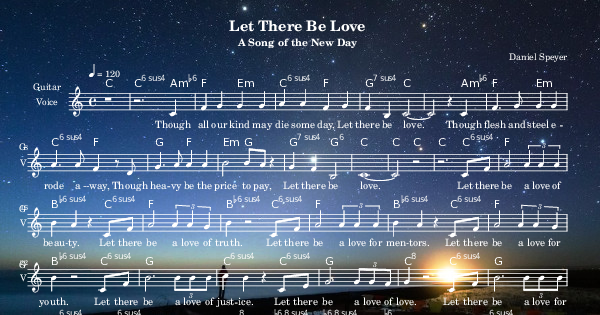 Let There Be Love
A Song of the New Day
Daniel Speyer
♩ = 120
Guitar
C C6 sus4 Am♭6 F Em C6 sus4 F G7 sus4 C Am♭6 F Em
Voice
Though all our kind may die some day, Let there be love. Though flesh and steel e -
C6 sus4 F G F Em G G7 sus4 C C C C6 sus4 F
V
rode a –way, Though hea-vy be the price to pay, Let there be love. Let there be a love of
B♭6 sus4 C6 sus4 F B♭6 sus4 C6 sus4 F B♭6 sus4 C6 sus4 F
V
beau-ty. Let there be a love of truth. Let there be a love for men-tors. Let there be a love for
B♭6 sus4 C6 sus4 G C6 sus4 C6 sus4 G C8 C6 sus4 G
V
youth. Let there be a love of just-ice. Let there be a love of love. Let there be a love for